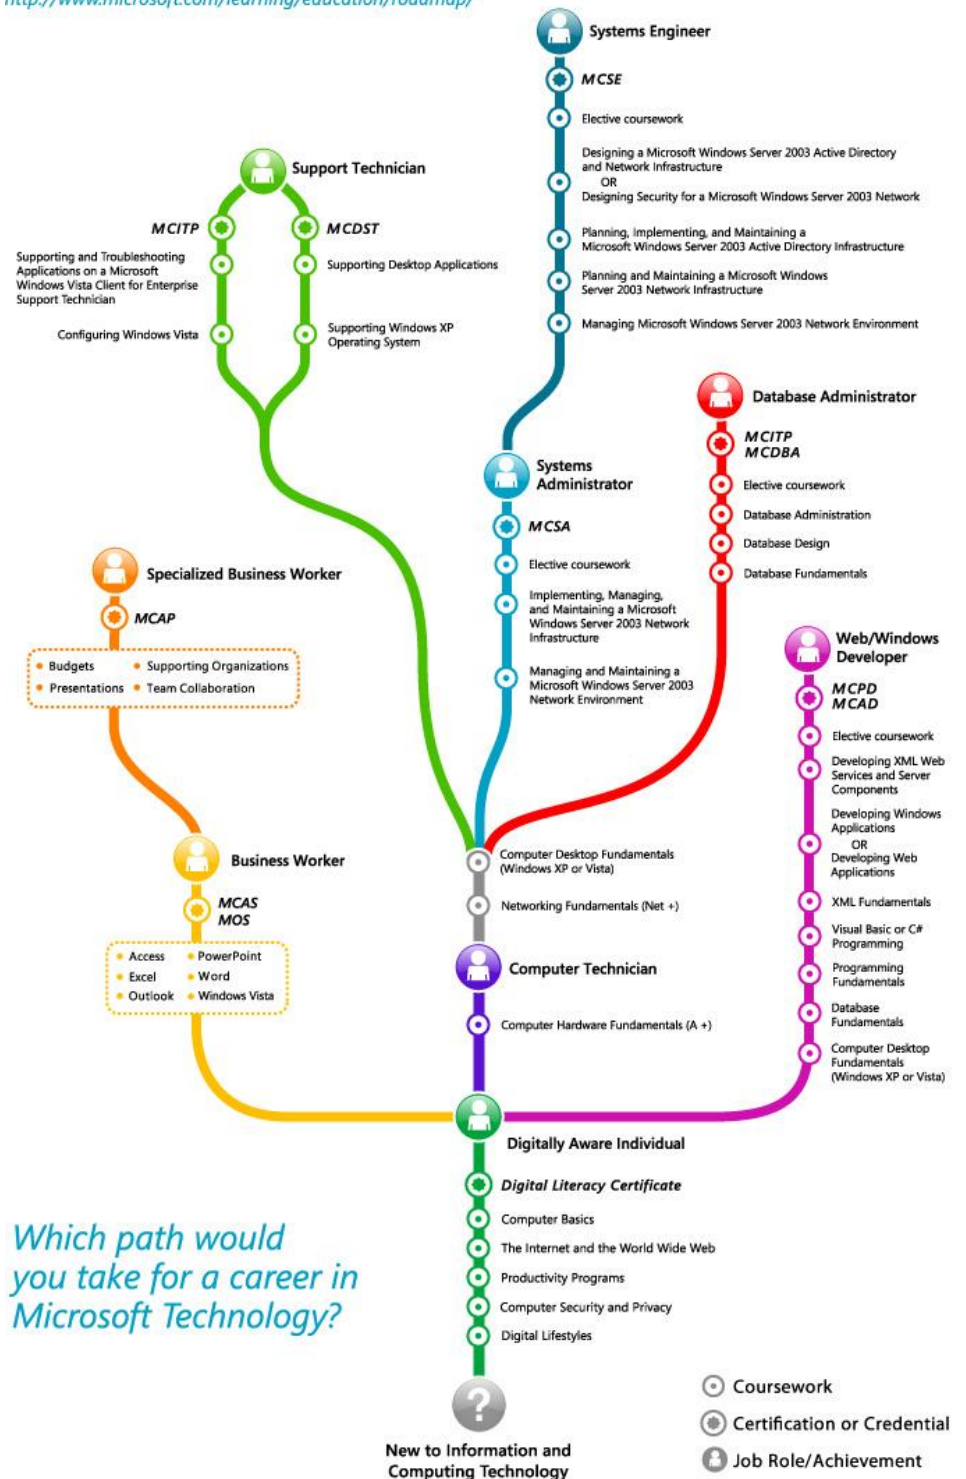 http://www.microsoft.com/learning/education/roadmap/
Systems Engineer
MCSE
Elective coursework
Designing a Microsoft Windows Server 2003 Active Directory
and Network Infrastructure
OR
Designing Security for a Microsoft Windows Server 2003 Network
Planning, Implementing, and Maintaining a
Microsoft Windows Server 2003 Active Directory Infrastructure
Planning and Maintaining a Microsoft Windows
Server 2003 Network Infrastructure
Managing Microsoft Windows Server 2003 Network Environment
Support Technician
MCITP
Supporting and Troubleshooting
Applications on a Microsoft
Windows Vista Client for Enterprise
Support Technician
Configuring Windows Vista
MCDST
Supporting Desktop Applications
Supporting Windows XP
Operating System
Database Administrator
MCITP
MCDBA
Elective coursework
Database Administration
Database Design
Database Fundamentals
Systems
Administrator
MCSA
Elective coursework
Implementing, Managing,
and Maintaining a Microsoft
Windows Server 2003 Network
Infrastructure
Managing and Maintaining a
Microsoft Windows Server 2003
Network Environment
Specialized Business Worker
MCAP
Budgets
Supporting Organizations
Presentations
Team Collaboration
Web/Windows
Developer
MCPD
MCAD
Elective coursework
Developing XML Web
Services and Server
Components
Developing Windows
Applications
OR
Developing Web
Applications
XML Fundamentals
Visual Basic or C#
Programming
Programming
Fundamentals
Database
Fundamentals
Computer Desktop
Fundamentals
(Windows XP or Vista)
Business Worker
MCAS
MOS
Access
PowerPoint
Excel
Word
Outlook
Windows Vista
Computer Desktop Fundamentals
(Windows XP or Vista)
Networking Fundamentals (Net +)
Computer Technician
Computer Hardware Fundamentals (A +)
Digitally Aware Individual
Digital Literacy Certificate
Computer Basics
The Internet and the World Wide Web
Productivity Programs
Computer Security and Privacy
Digital Lifestyles
?
New to Information and
Computing Technology
Which path would
you take for a career in
Microsoft Technology?
Coursework
Certification or Credential
Job Role/Achievement